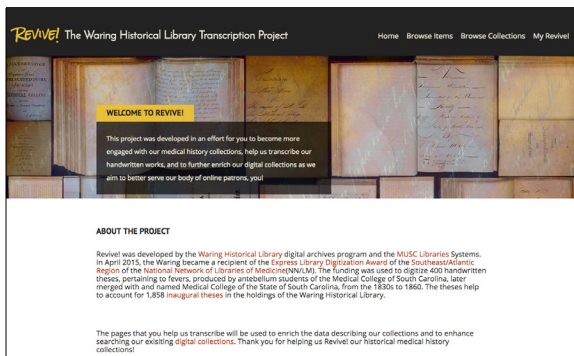 REVIVE! The Waring Historical Library Transcription Project
Home Browse Items Browse Collections My Revive!
WELCOME TO REVIVE!
This project was developed in an effort for you to become more
engaged with our medical history collections, help us transcribe our
handwritten works, and to further enrich our digital collections as we
aim to better serve our body of online patrons, you!
ABOUT THE PROJECT
Revive! was developed by the Waring Historical Library digital archives program and the MUSC Libraries Systems.
In April 2015, the Waring became a recipient of the Express Library Digitization Award of the Southeast/Atlantic
Region of the National Network of Libraries of Medicine(NN/LM). The funding was used to digitize 400 handwritten
theses, pertaining to fevers, produced by antebellum students of the Medical College of South Carolina, later
merged with and named Medical College of the State of South Carolina, from the 1830s to 1860. The theses help
to account for 1,858 inaugural theses in the holdings of the Waring Historical Library.
The pages that you help us transcribe will be used to enrich the data describing our collections and to enhance
searching our exisiting digital collections. Thank you for helping us Revive! our historical medical history
collections!